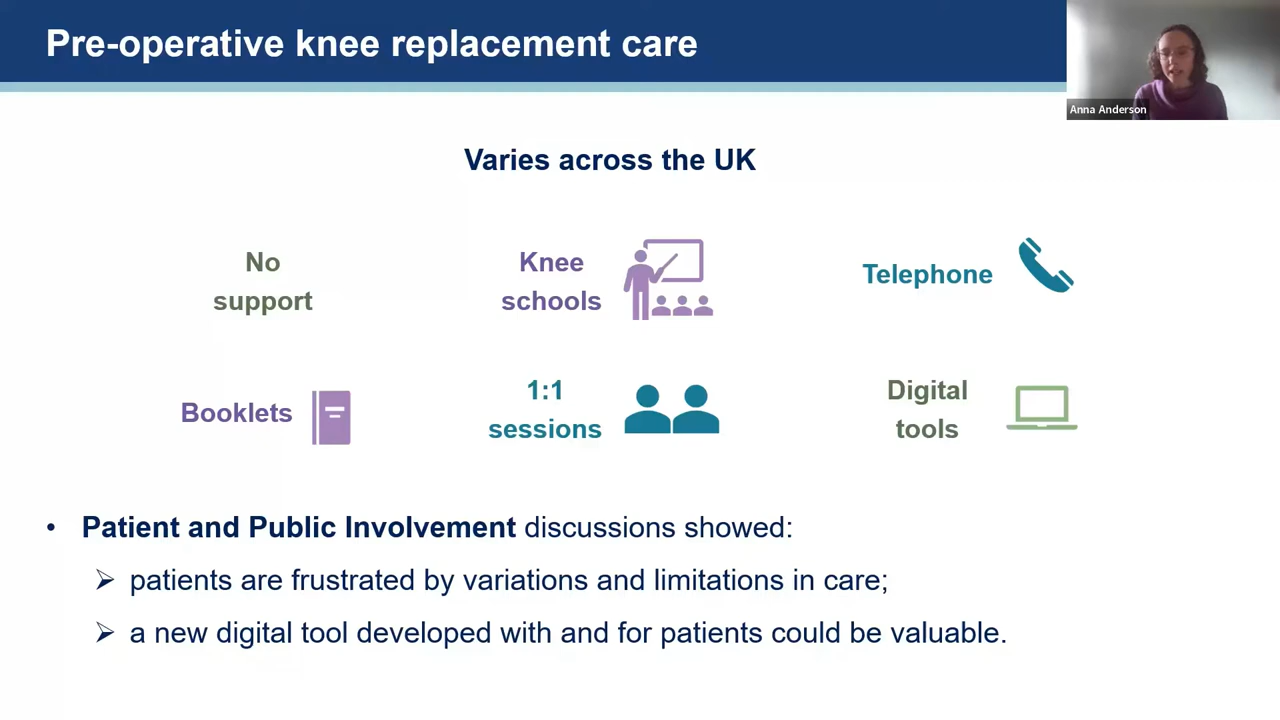 Pre-operative knee replacement care
Anna Anderson
Varies across the UK
No
support
Knee
schools
Telephone
Booklets
1:1
sessions
Digital
tools
• Patient and Public Involvement discussions showed:
➢ patients are frustrated by variations and limitations in care;
➢ a new digital tool developed with and for patients could be valuable.